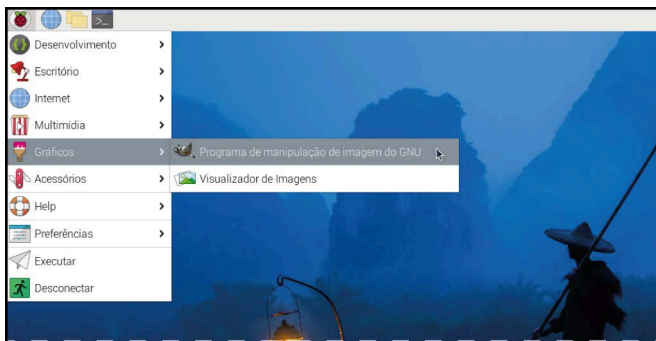 Desenvolvimento
Escritório
Internet
Multimídia
Gráficos
Programa de manipulação de imagem do GNU
Acessórios
Visualizador de Imagens
Help
Preferências
Executar
Desconectar